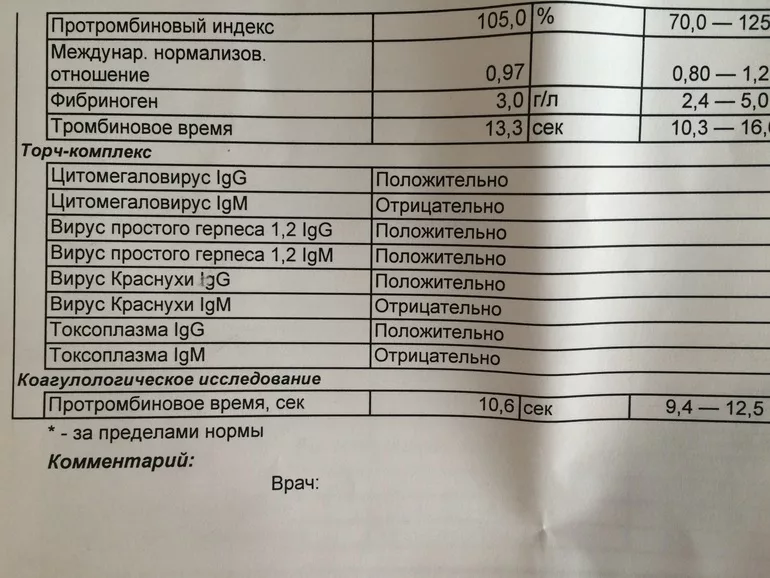 Протромбиновый индекс 105,0 % 70,0 — 125
Междунар. нормализов.
отношение 0,97 0,80 — 1,2
Фибриноген 3,0 г/л 2,4 — 5,0
Тромбиновое время 13,3 сек 10,3 — 16,
Торч-комплекс
Цитомегаловирус IgG Положительно
Цитомегаловирус IgM Отрицательно
Вирус простого герпеса 1,2 IgG Положительно
Вирус простого герпеса 1,2 IgM Положительно
Вирус Краснухи IgG Положительно
Вирус Краснухи IgM Отрицательно
Токсоплазма IgG Положительно
Токсоплазма IgM Отрицательно
Коагулологическое исследование
Протромбиновое время, сек 10,6 сек 9,4 — 12,5
* - за пределами нормы
Комментарий:
Врач: